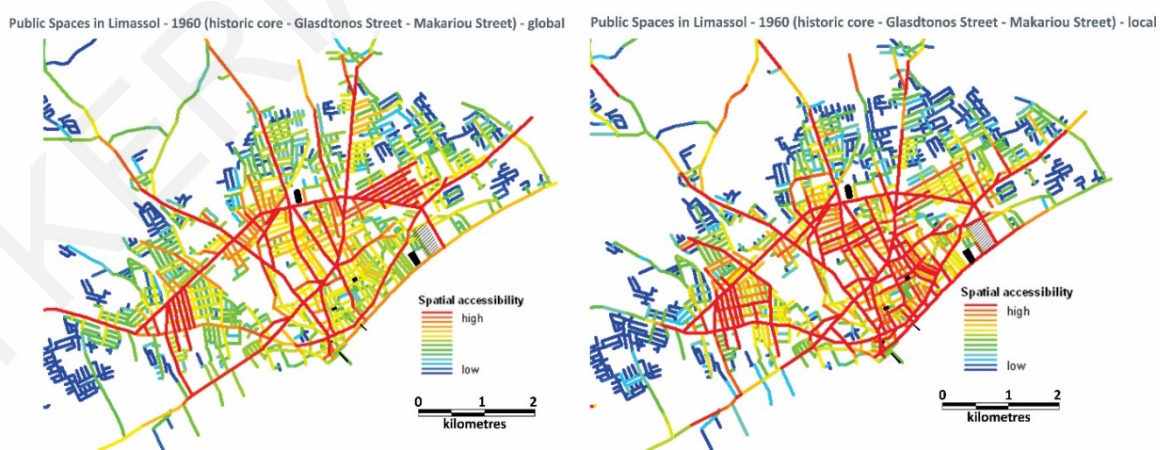 Public Spaces in Limassol - 1960 (historic core - Glasdtonos Street - Makariou Street) - global
Public Spaces in Limassol - 1960 (historic core - Glasdtonos Street - Makariou Street) - local
Spatial accessibility
high
low
0 1 2
kilometres
Spatial accessibility
high
low
0 1 2
kilometres